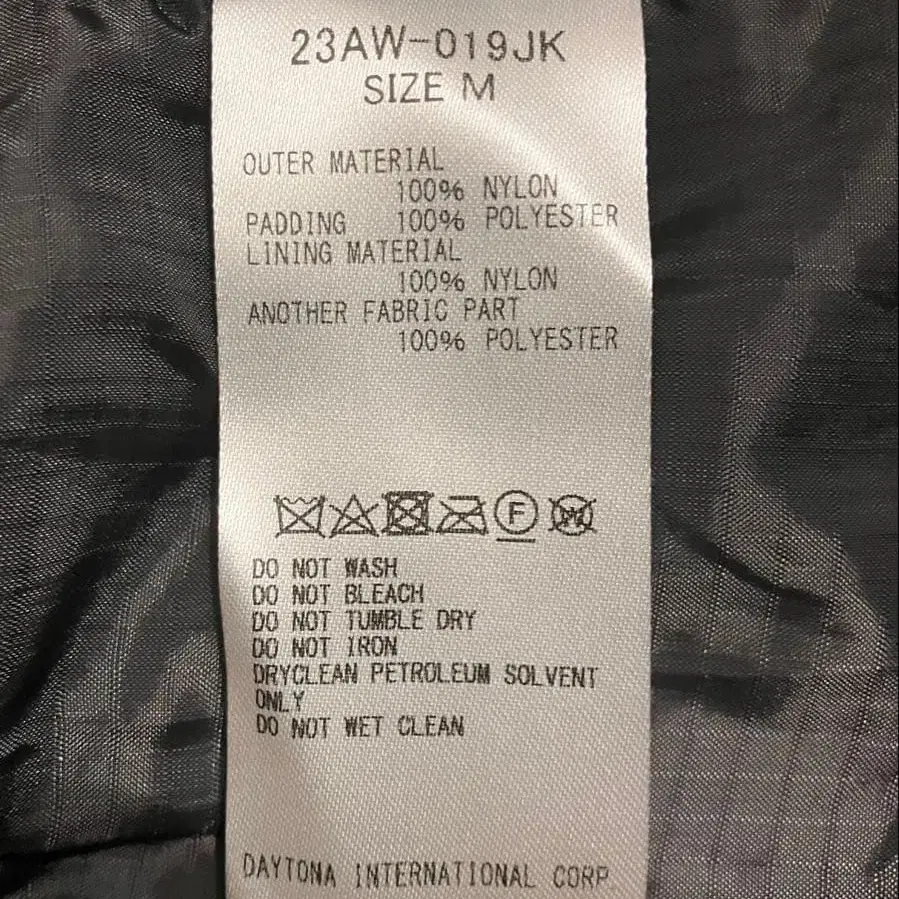 23AW-019JK
SIZE M
OUTER MATERIAL
100% NYLON
PADDING 100% POLYESTER
LINING MATERIAL
100% NYLON
ANOTHER FABRIC PART
100% POLYESTER
F W
DO NOT WASH
DO NOT BLEACH
DO NOT TUMBLE DRY
DO NOT IRON
DRYCLEAN PETROLEUM SOLVENT
ONLY
DO NOT WET CLEAN
DAYTONA INTERNATIONAL CORP.